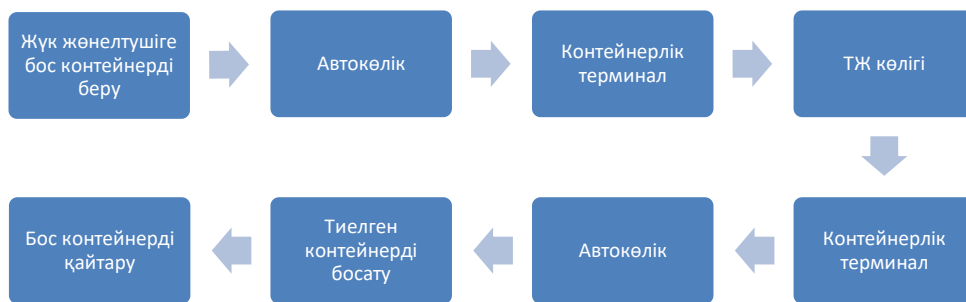 Жүк жөнелтушіге
бос контейнерді
беру
Автокөлік
Контейнерлік
терминал
ТЖ көлігі
Контейнерлік
терминал
Автокөлік
Тиелген
контейнерді
босату
Бос контейнерді
қайтару